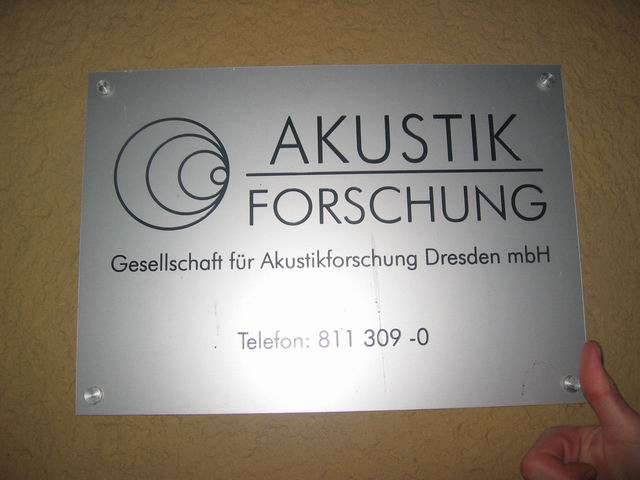 AKUSTIK
FORSCHUNG
Gesellschaft für Akustikforschung Dresden mbH
Telefon: 811 309 -0